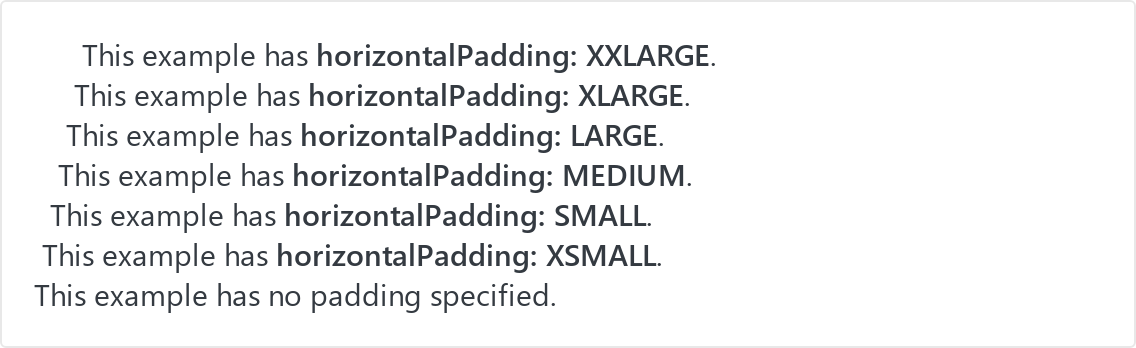 This example has horizontalPadding: XXLARGE.
This example has horizontalPadding: XLARGE.
This example has horizontalPadding: LARGE.
This example has horizontalPadding: MEDIUM.
This example has horizontalPadding: SMALL.
This example has horizontalPadding: XSMALL.
This example has no padding specified.